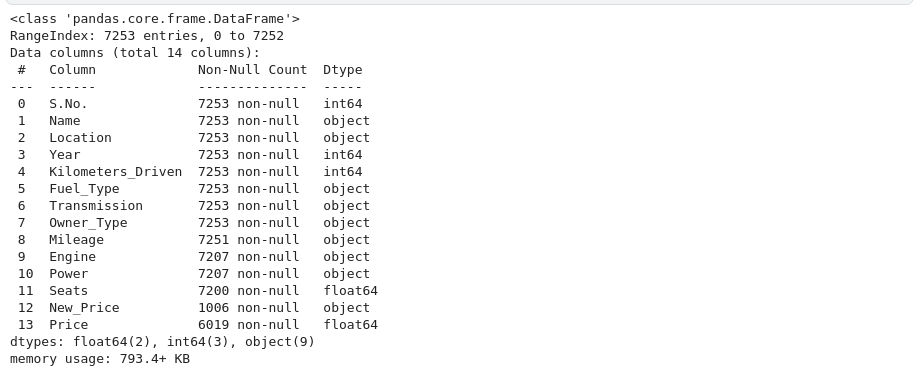 <class 'pandas.core.frame.DataFrame'>
RangeIndex: 7253 entries, 0 to 7252
Data columns (total 14 columns):
 #   Column             Non-Null Count  Dtype
---  ------             --------------  -----
 0   S.No.              7253 non-null   int64
 1   Name               7253 non-null   object
 2   Location           7253 non-null   object
 3   Year               7253 non-null   int64
 4   Kilometers_Driven  7253 non-null   int64
 5   Fuel_Type          7253 non-null   object
 6   Transmission       7253 non-null   object
 7   Owner_Type         7253 non-null   object
 8   Mileage            7251 non-null   object
 9   Engine             7207 non-null   object
 10  Power              7207 non-null   object
 11  Seats              7200 non-null   float64
 12  New_Price          1006 non-null   object
 13  Price              6019 non-null   float64
dtypes: float64(2), int64(3), object(9)
memory usage: 793.4+ KB